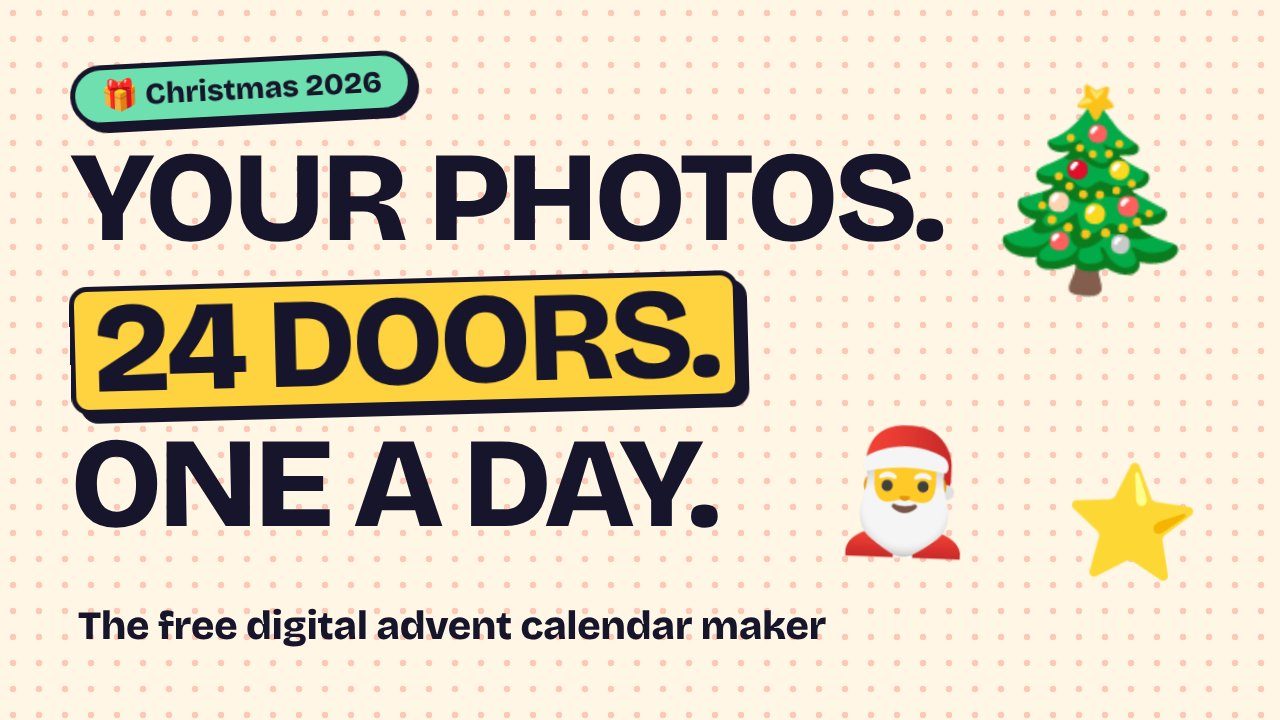 🎁 Christmas 2026
YOUR PHOTOS.
24 DOORS.
ONE A DAY.
The free digital advent calendar maker